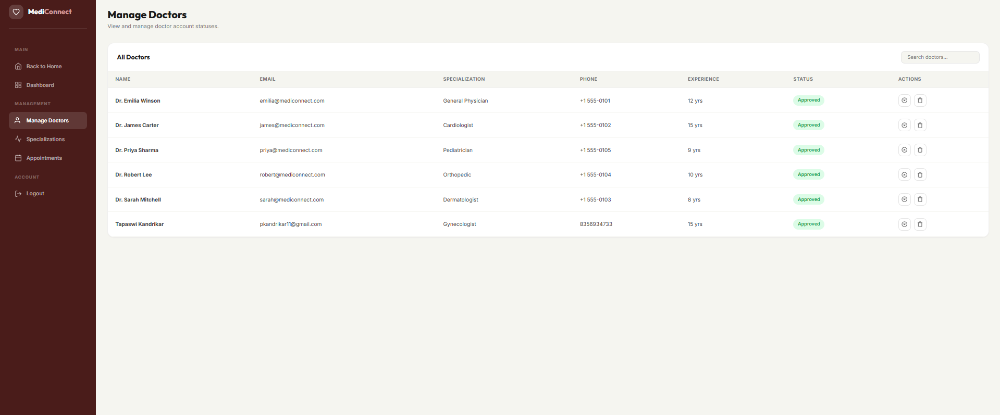 MediConnect
MAIN
Back to Home
Dashboard
MANAGEMENT
Manage Doctors
Specializations
Appointments
ACCOUNT
Logout
Manage Doctors
View and manage doctor account statuses.
All Doctors
Search doctors...
NAME EMAIL SPECIALIZATION PHONE EXPERIENCE STATUS ACTIONS
Dr. Emilia Winson emilia@mediconnect.com General Physician +1 555-0101 12 yrs Approved
Dr. James Carter james@mediconnect.com Cardiologist +1 555-0102 15 yrs Approved
Dr. Priya Sharma priya@mediconnect.com Pediatrician +1 555-0105 9 yrs Approved
Dr. Robert Lee robert@mediconnect.com Orthopedic +1 555-0104 10 yrs Approved
Dr. Sarah Mitchell sarah@mediconnect.com Dermatologist +1 555-0103 8 yrs Approved
Tapaswi Kandrikar pkandrikar11@gmail.com Gynecologist 8356934733 15 yrs Approved